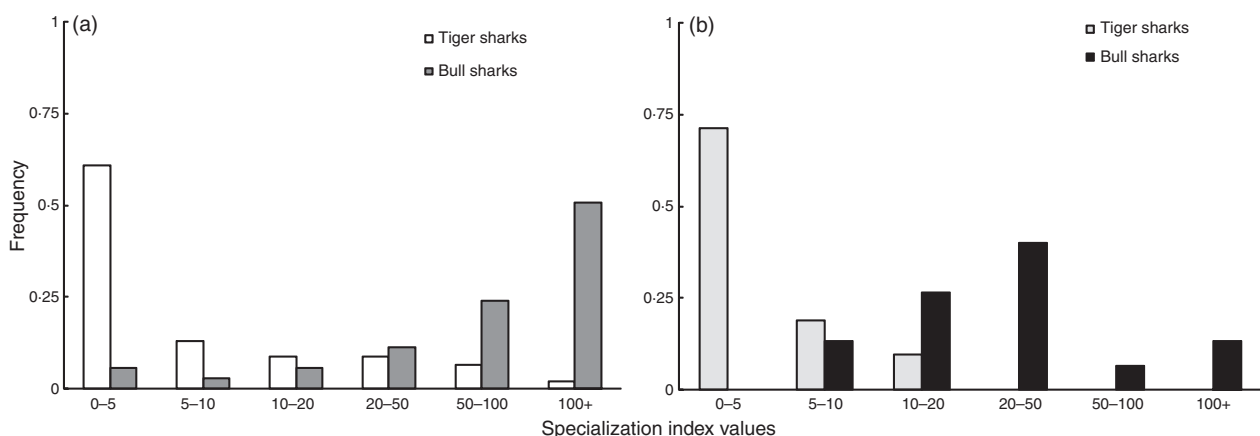 (a)
Tiger sharks
Bull sharks
1
0·75
0·5
0·25
0
Frequency
0–5 5–10 10–20 20–50 50–100 100+
(b)
Tiger sharks
Bull sharks
1
0·75
0·5
0·25
0
0–5 5–10 10–20 20–50 50–100 100+
Specialization index values